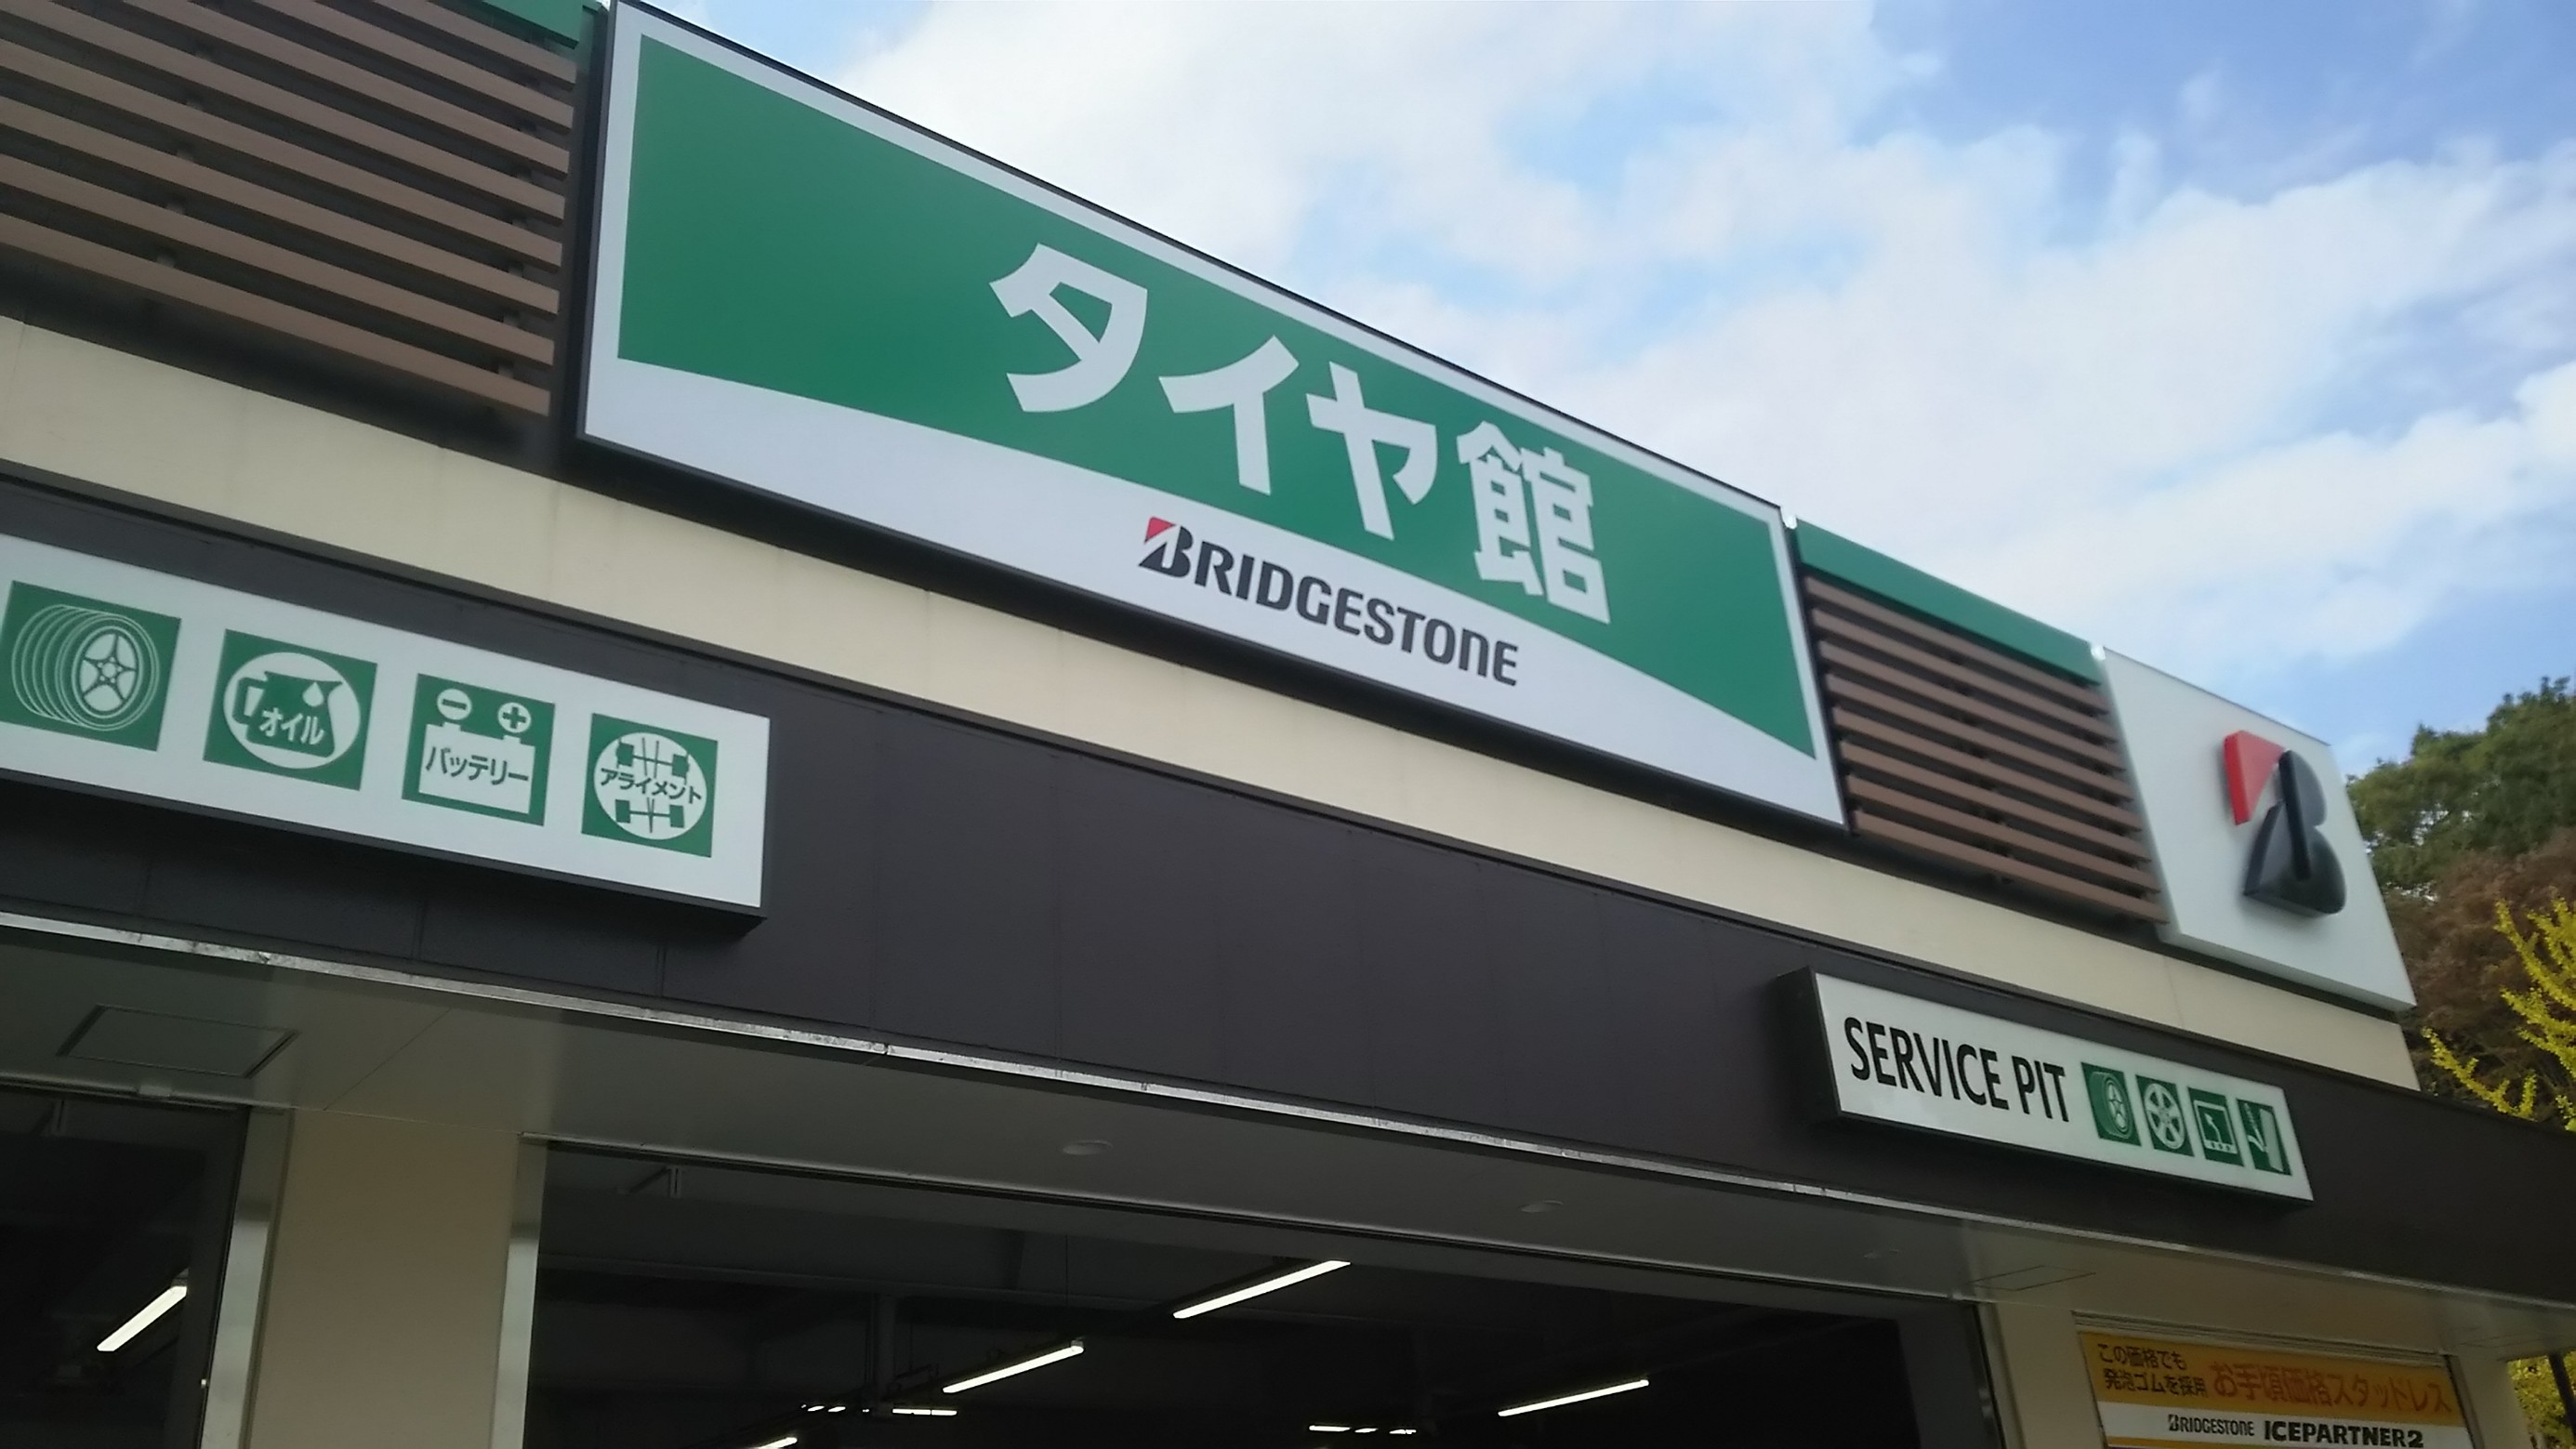 タイヤ館
BRIDGESTONE
オイル
バッテリー
アライメント
B
SERVICE PIT
この価格でも
発泡ゴムを採用
お手頃価格スタッドレス
BRIDGESTONE ICEPARTNER2